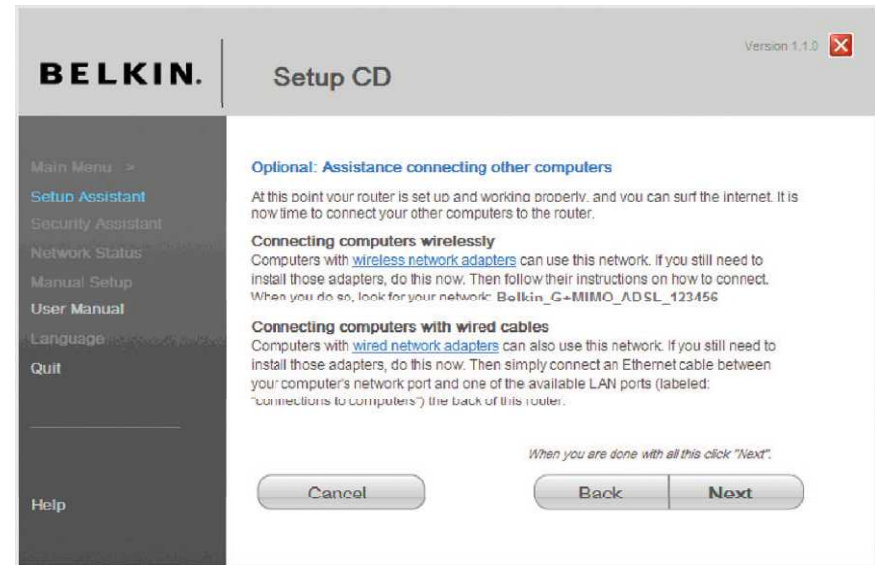 BELKIN.
Setup CD
Version 1.1.0
Main Menu >
Setup Assistant
Security Assistant
Network Status
Manual Setup
User Manual
Language
Quit
Help
Optional: Assistance connecting other computers
At this point your router is set up and working properly, and you can surf the internet. It is
now time to connect your other computers to the router.
Connecting computers wirelessly
Computers with wireless network adapters can use this network. If you still need to
install those adapters, do this now. Then follow their instructions on how to connect.
When you do so, look for your network: Belkin_G+MIMO_ADSL_123456
Connecting computers with wired cables
Computers with wired network adapters can also use this network. If you still need to
install those adapters, do this now. Then simply connect an Ethernet cable between
your computer's network port and one of the available LAN ports (labeled:
"connections to computers") the back of this router.
When you are done with all this click "Next".
Cancel
Back
Next